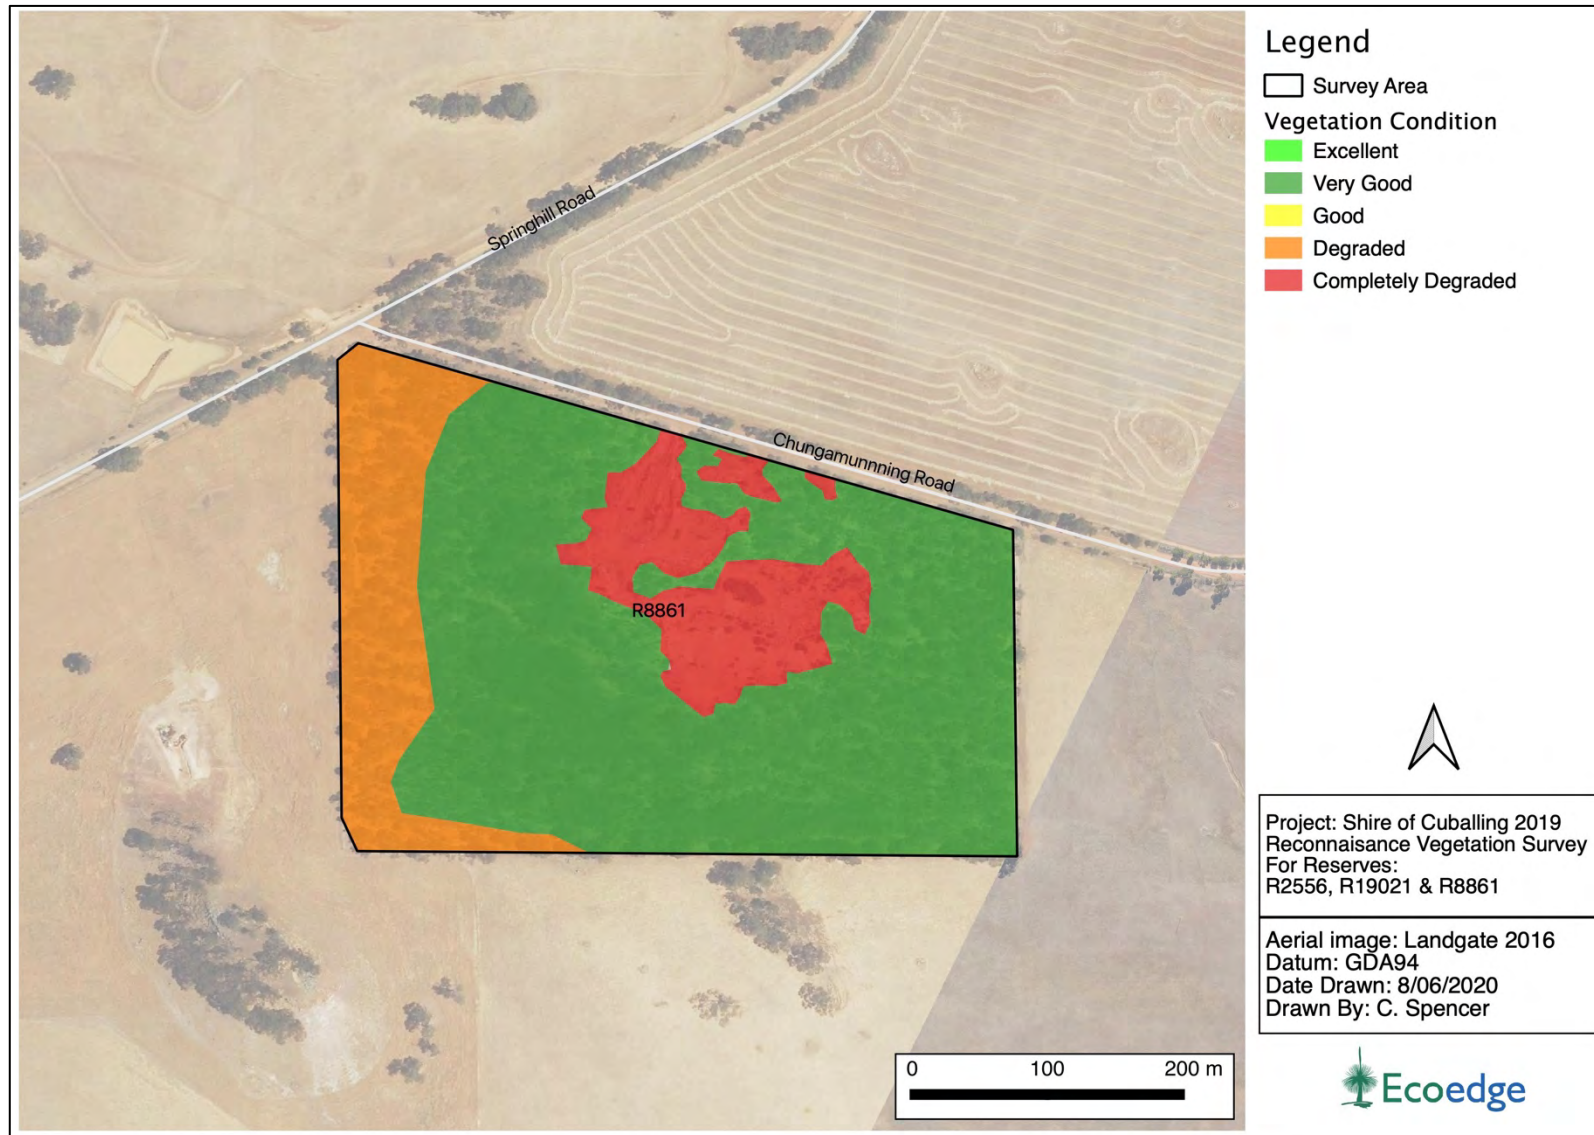 Legend
Survey Area
Vegetation Condition
Excellent
Very Good
Good
Degraded
Completely Degraded
Springhill Road
Chungamunnning Road
R8861
Project: Shire of Cuballing 2019
Reconnaisance Vegetation Survey
For Reserves:
R2556, R19021 & R8861
Aerial image: Landgate 2016
Datum: GDA94
Date Drawn: 8/06/2020
Drawn By: C. Spencer
0 100 200 m
Ecoedge